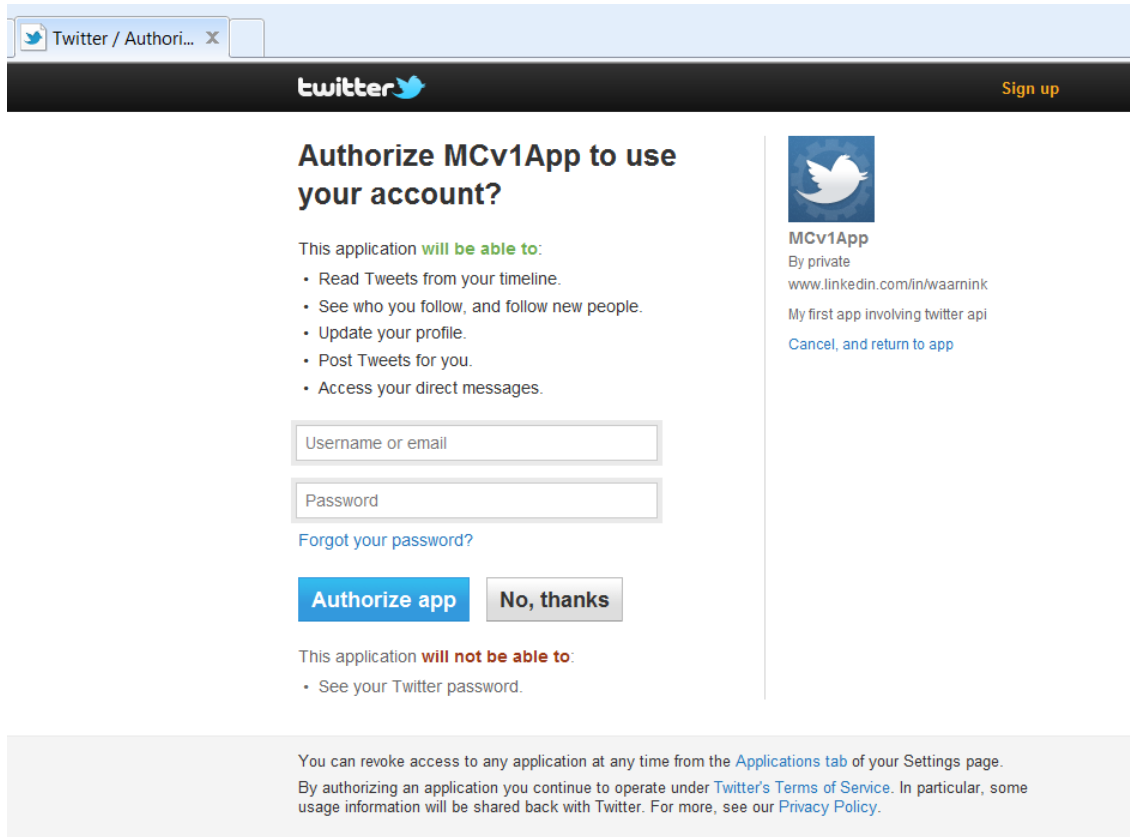 Twitter / Authori... X
twitter
Sign up
Authorize MCv1App to use
your account?
This application will be able to:
• Read Tweets from your timeline.
• See who you follow, and follow new people.
• Update your profile.
• Post Tweets for you.
• Access your direct messages.
Username or email
Password
Forgot your password?
Authorize app
No, thanks
This application will not be able to:
• See your Twitter password.
MCv1App
By private
www.linkedin.com/in/waarnink
My first app involving twitter api
Cancel, and return to app
You can revoke access to any application at any time from the Applications tab of your Settings page.
By authorizing an application you continue to operate under Twitter's Terms of Service. In particular, some
usage information will be shared back with Twitter. For more, see our Privacy Policy.